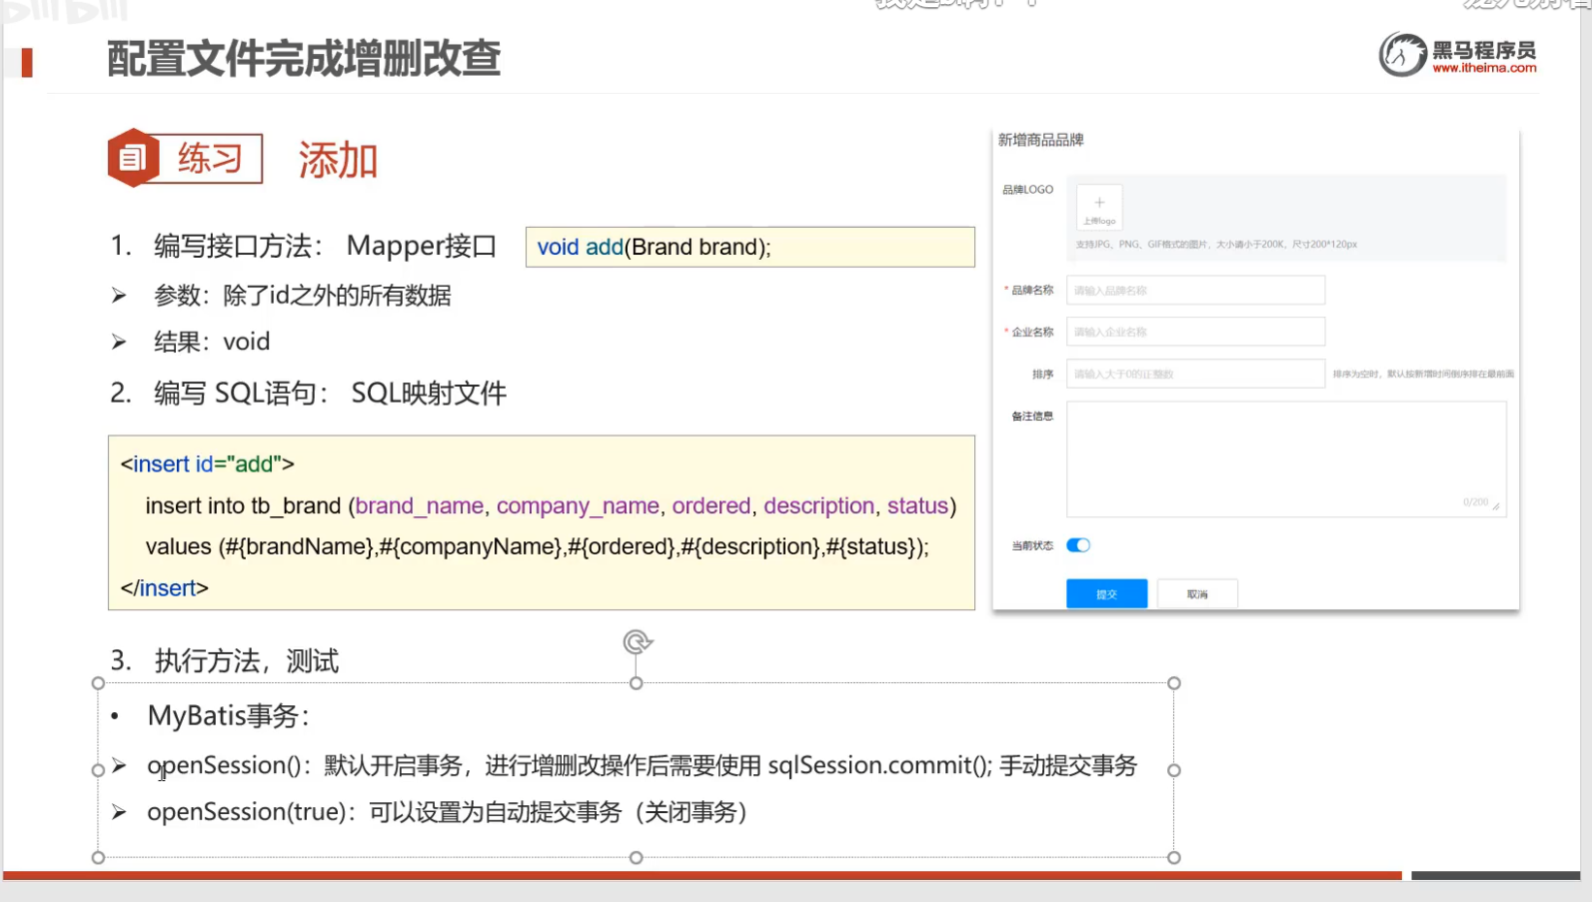 配置文件完成增删改查
黑马程序员
www.itheima.com
练习
添加
1. 编写接口方法： Mapper接口
void add(Brand brand);
➢ 参数：除了id之外的所有数据
➢ 结果：void
2. 编写 SQL语句： SQL映射文件
<insert id="add">
insert into tb_brand (brand_name, company_name, ordered, description, status)
values (#{brandName},#{companyName},#{ordered},#{description},#{status});
</insert>
3. 执行方法，测试
• MyBatis事务：
➢ openSession()：默认开启事务，进行增删改操作后需要使用 sqlSession.commit(); 手动提交事务
➢ openSession(true)：可以设置为自动提交事务（关闭事务）
新增商品品牌
品牌LOGO
+
上传logo
支持JPG、PNG、GIF格式的图片，大小请小于200K，尺寸200*120px
* 品牌名称 请输入品牌名称
* 企业名称 请输入企业名称
排序 请输入大于0的正整数 排序为空时，默认按新增时间倒序排在最前面
备注信息
0/200
当前状态
提交 取消